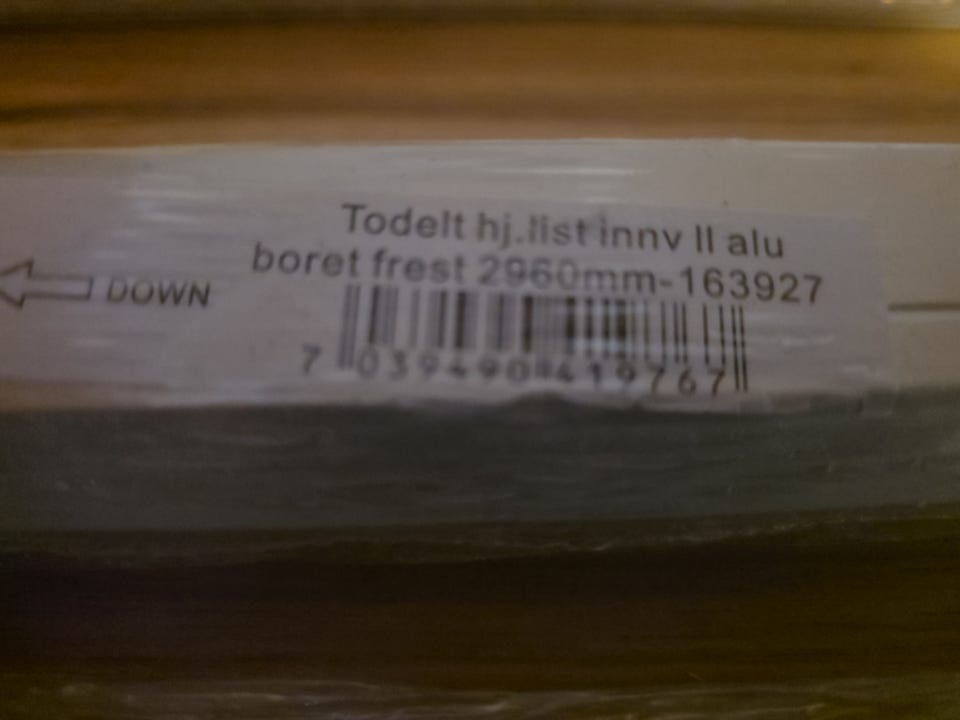 Todelt hj.list innv II alu
boret frest 2960mm-163927
DOWN
7 039490 419767